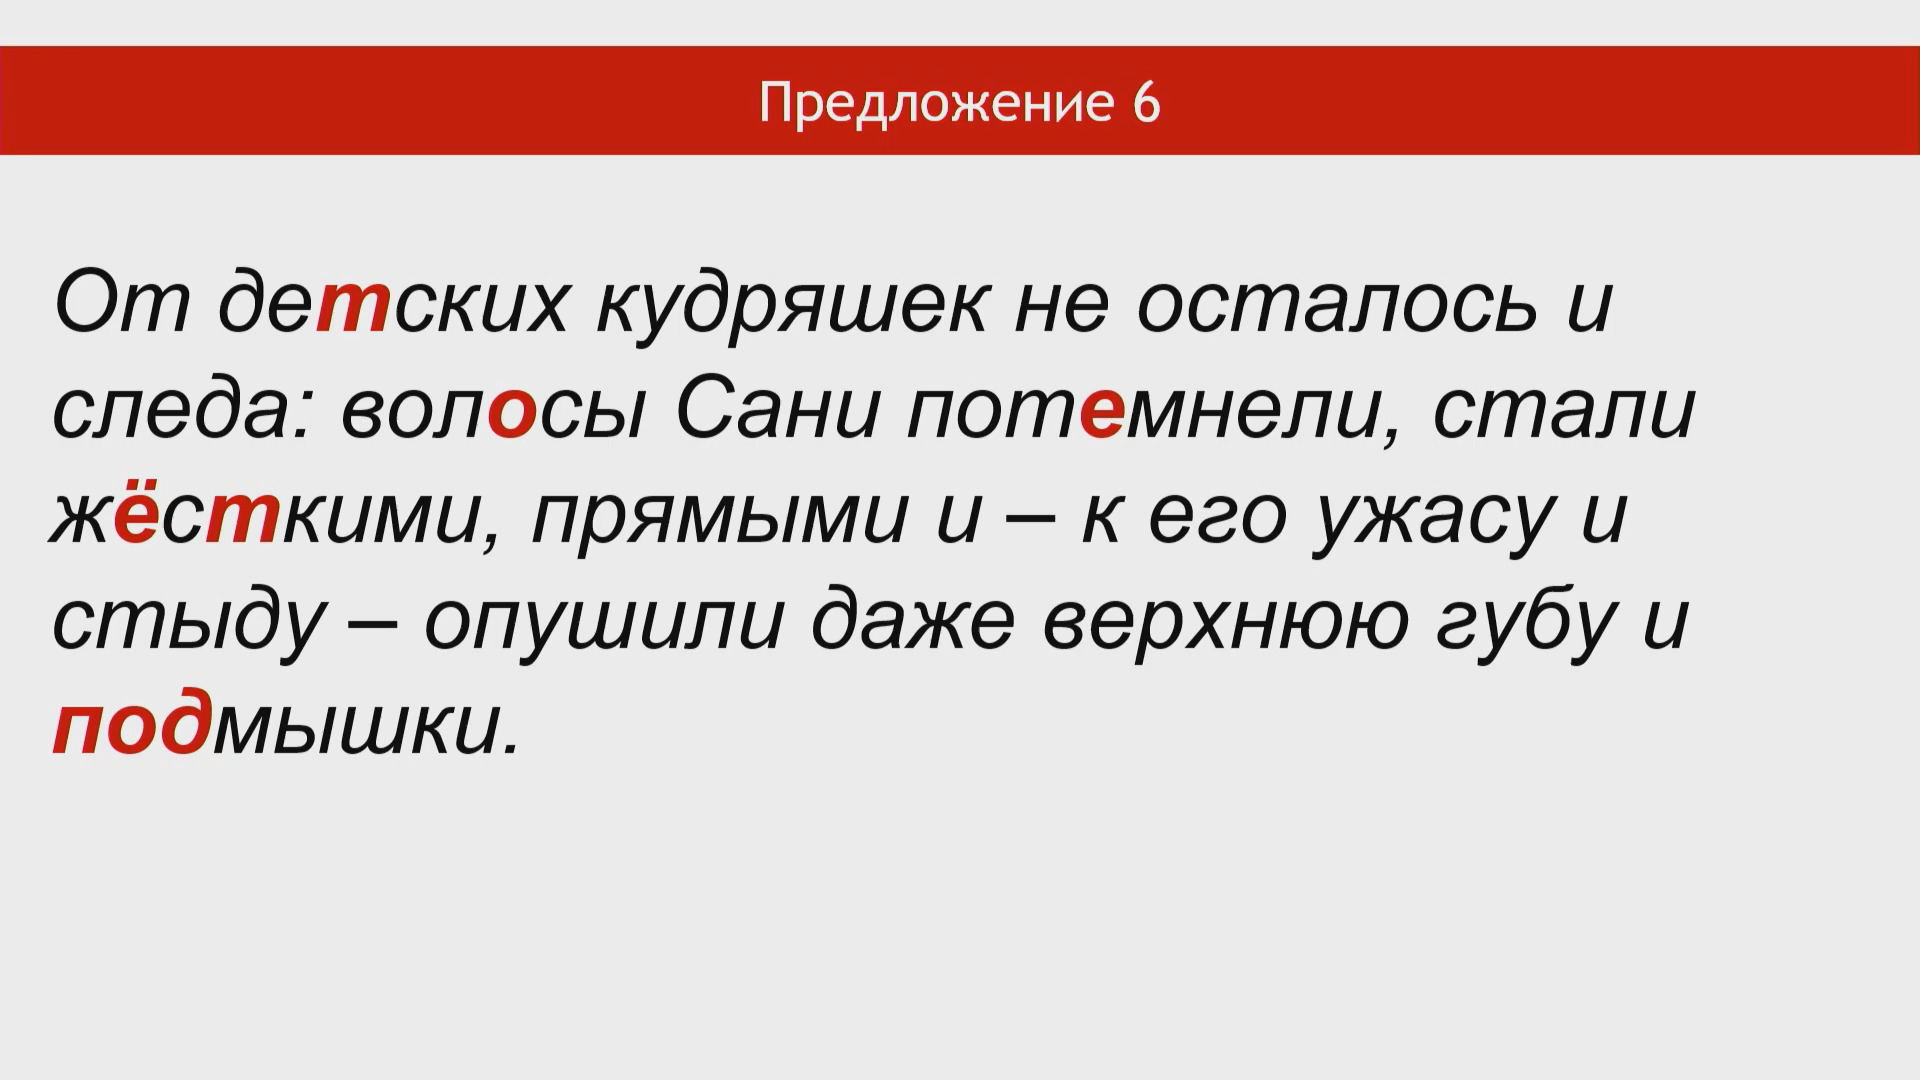 Предложение 6
От детских кудряшек не осталось и
следа: волосы Сани потемнели, стали
жёсткими, прямыми и – к его ужасу и
стыду – опушили даже верхнюю губу и
подмышки.